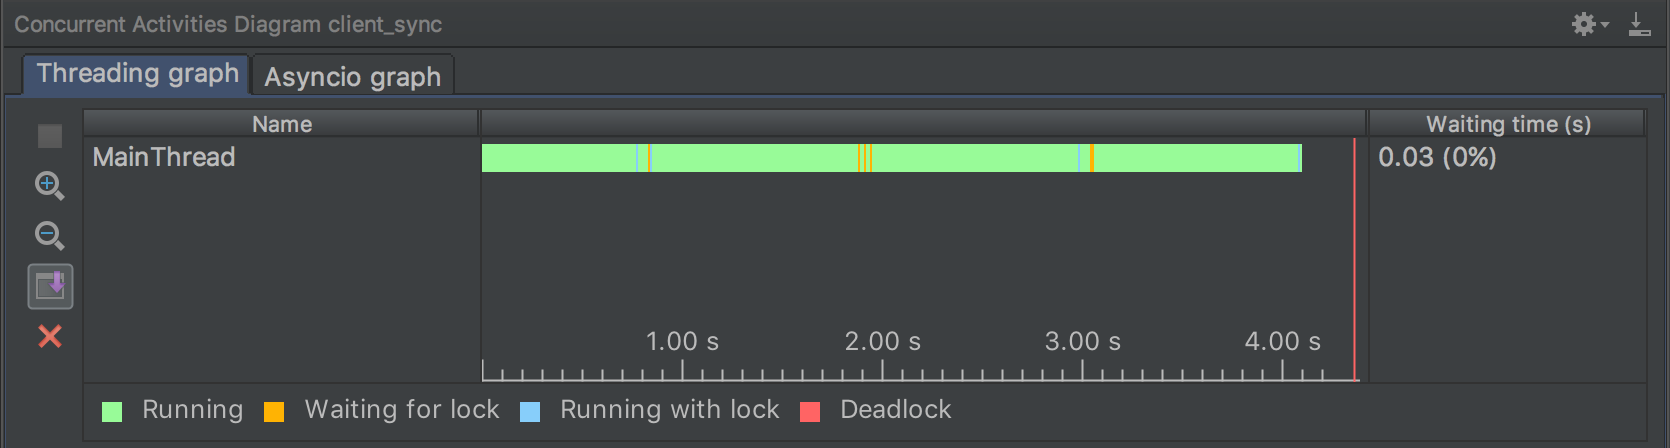 Concurrent Activities Diagram client_sync
Threading graph Asyncio graph
Name Waiting time (s)
MainThread 0.03 (0%)
1.00 s 2.00 s 3.00 s 4.00 s
Running Waiting for lock Running with lock Deadlock